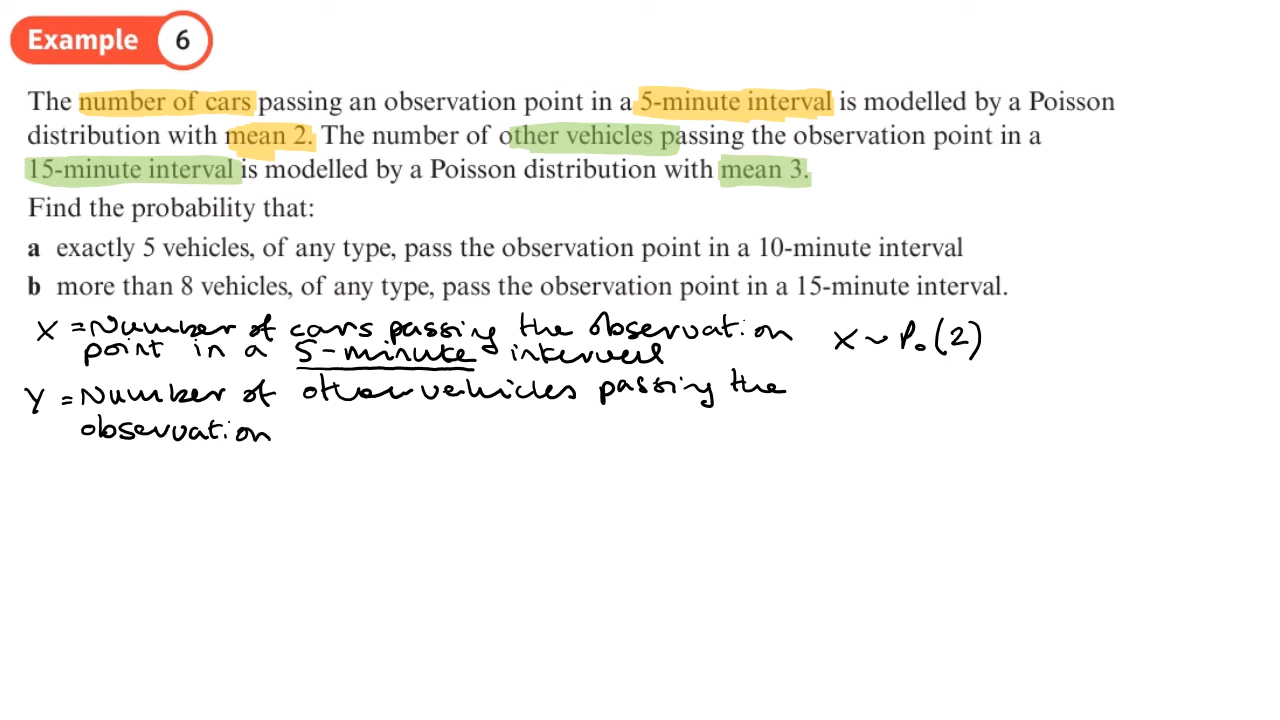 Example 6
The number of cars passing an observation point in a 5-minute interval is modelled by a Poisson
distribution with mean 2. The number of other vehicles passing the observation point in a
15-minute interval is modelled by a Poisson distribution with mean 3.
Find the probability that:
a exactly 5 vehicles, of any type, pass the observation point in a 10-minute interval
b more than 8 vehicles, of any type, pass the observation point in a 15-minute interval.
X = Number of cars passing the observation X ~ Po(2)
point in a 5-minute interval
Y = Number of other vehicles passing the
observation